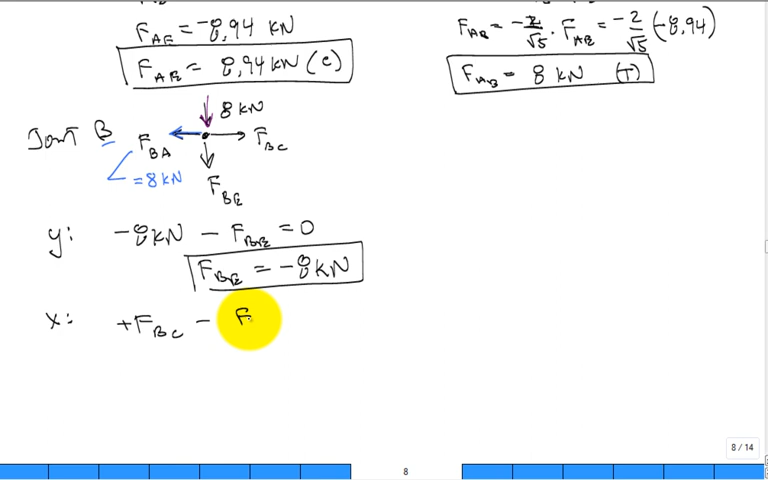 F_AE = -8,94 kN
F_AE = 8,94 kN (C)
F_AB = -2/√5 · F_AE = -2/√5 (-8,94)
F_AB = 8 kN (T)
Joint B
8 kN
F_BA
F_BC
= 8 kN
F_BE
y: -8 kN - F_BE = 0
F_BE = -8 kN
x: +F_BC - F
8 / 14
8